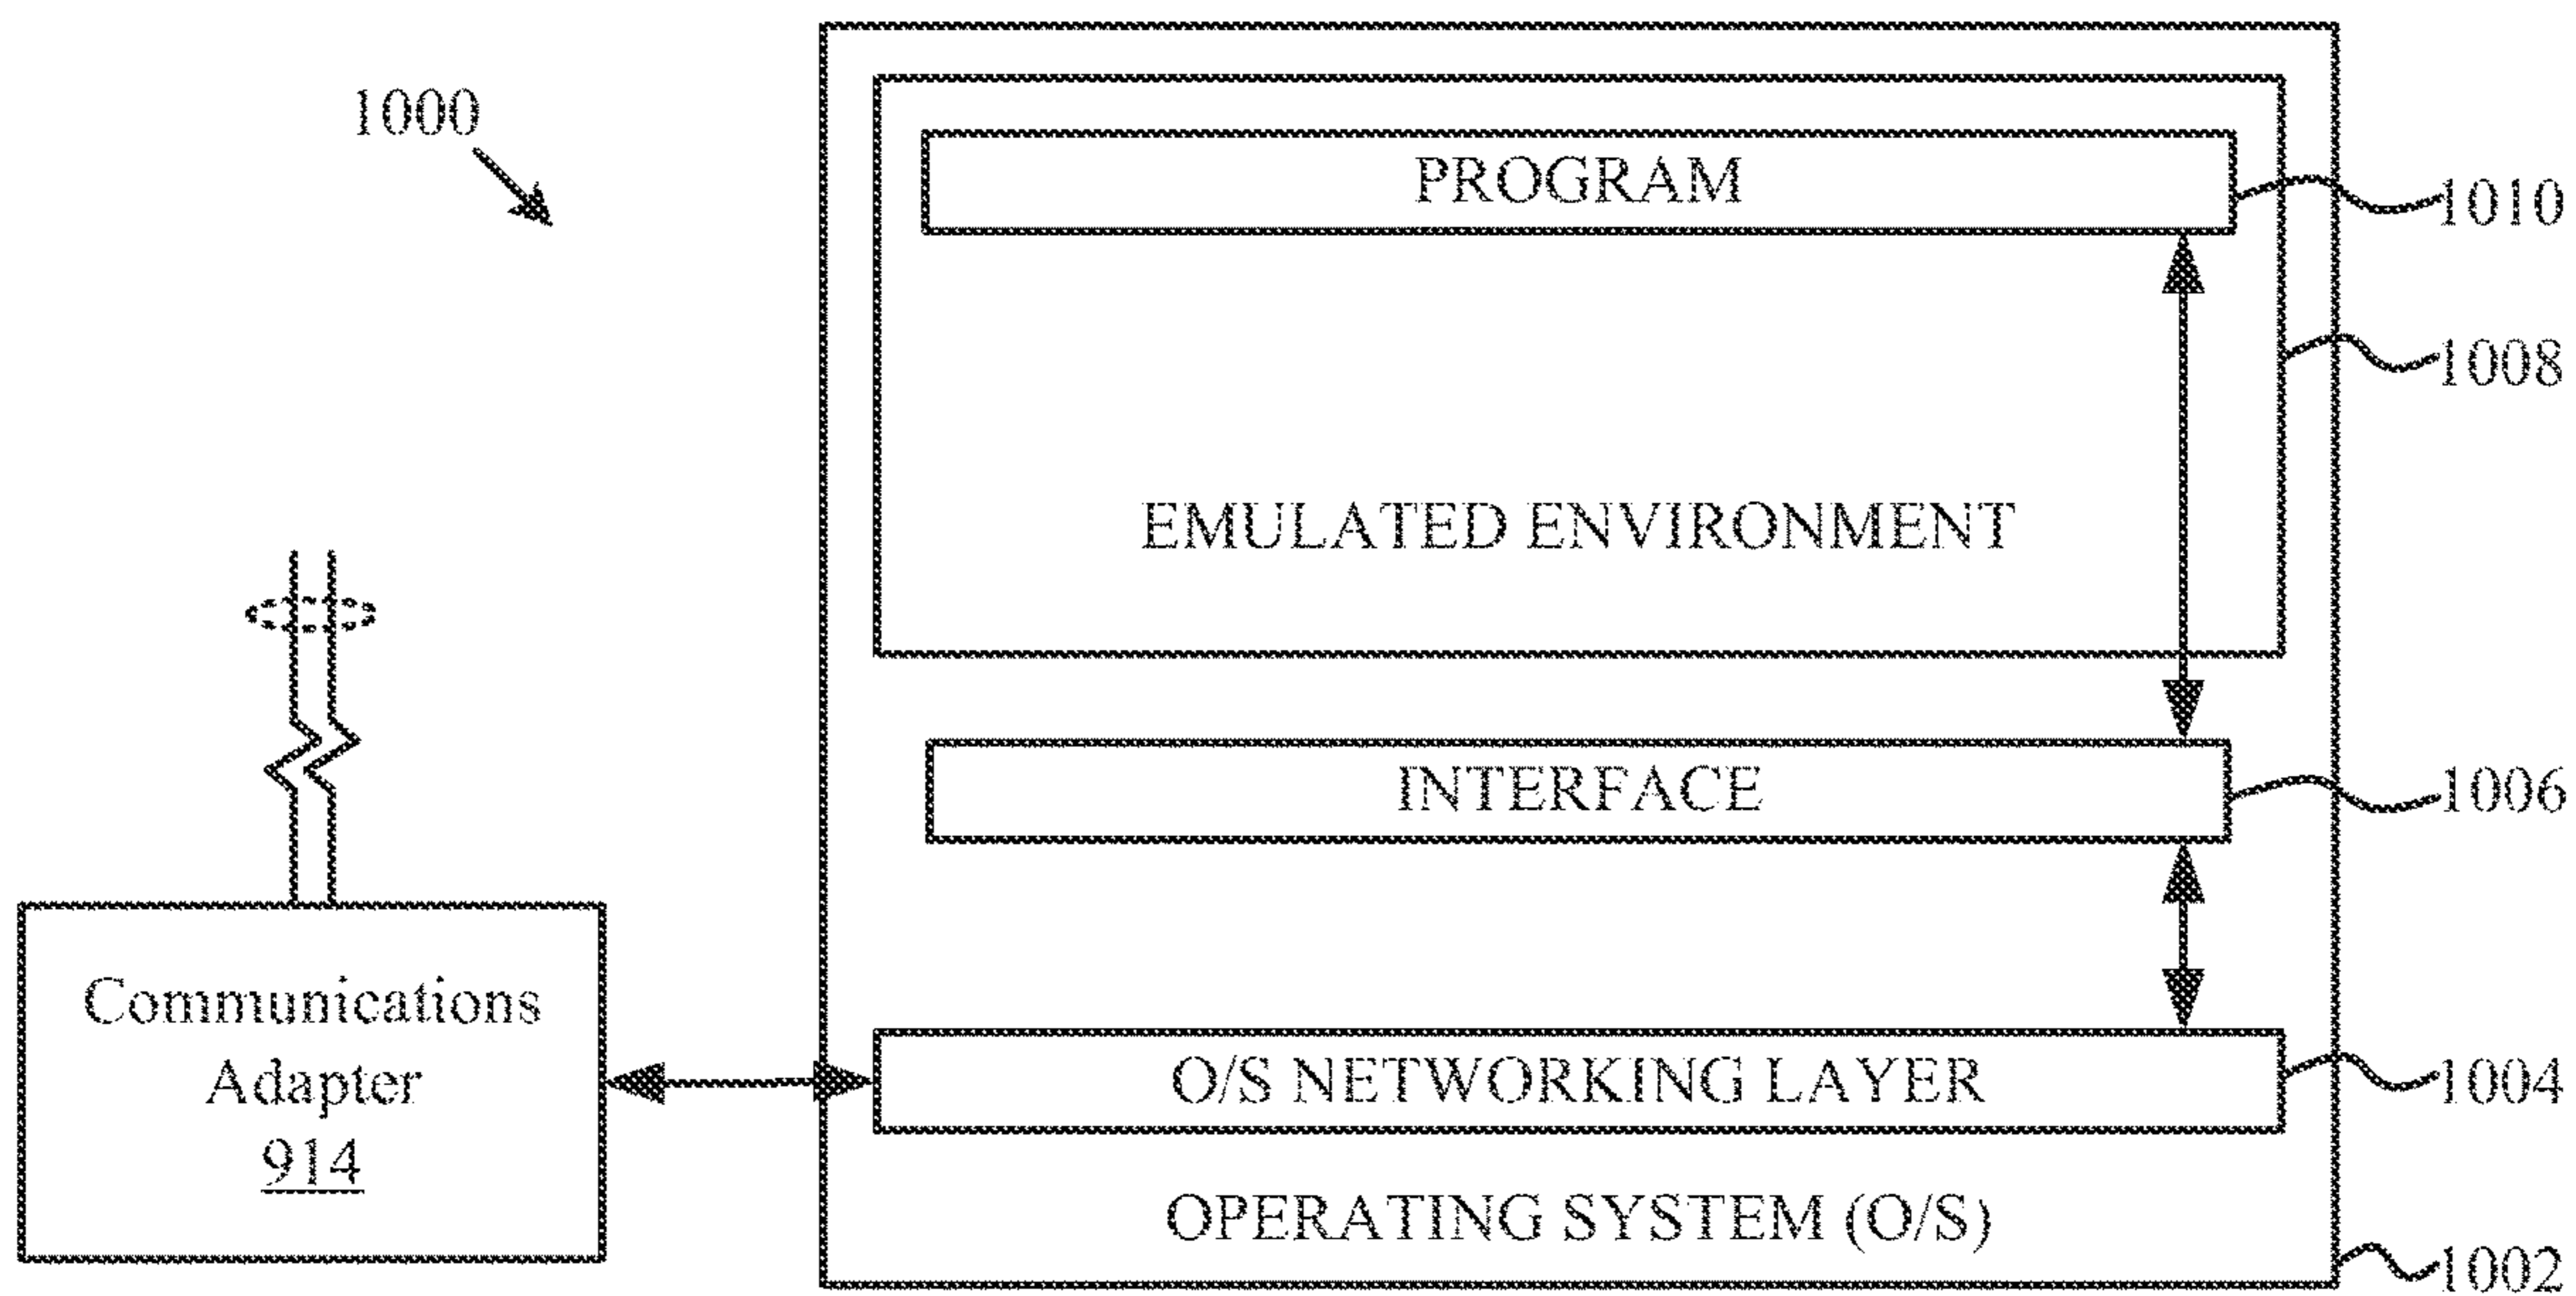 1000
PROGRAM
1010
1008
EMULATED ENVIRONMENT
INTERFACE
1006
Communications
Adapter
914
O/S NETWORKING LAYER
1004
OPERATING SYSTEM (O/S)
1002